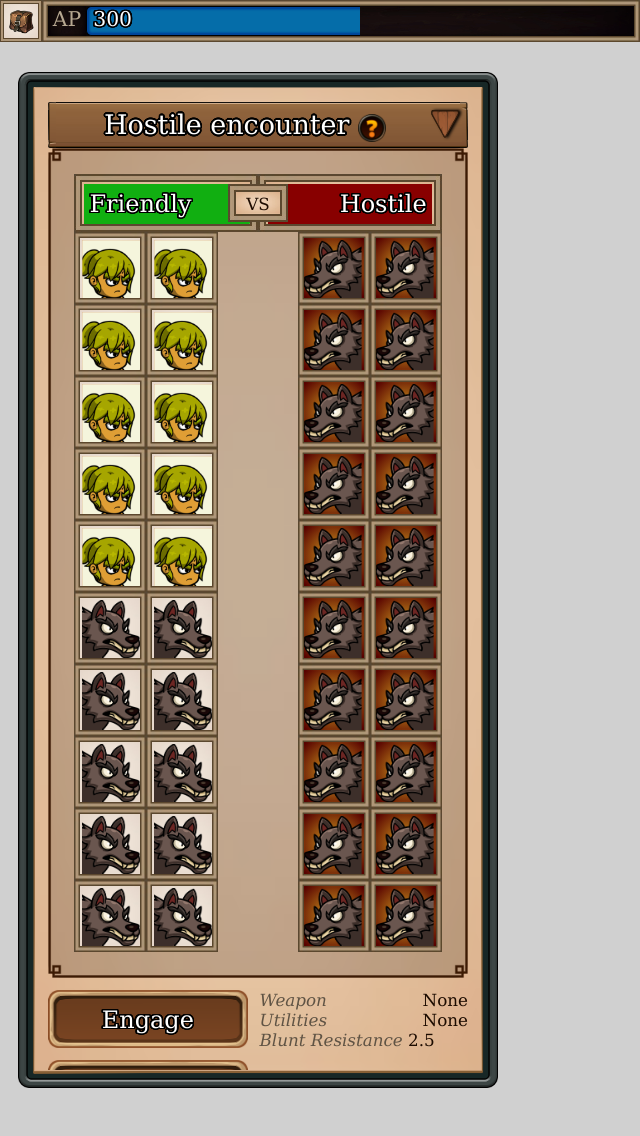 AP 300
Hostile encounter ?
Friendly VS Hostile
Engage
Weapon None
Utilities None
Blunt Resistance 2.5